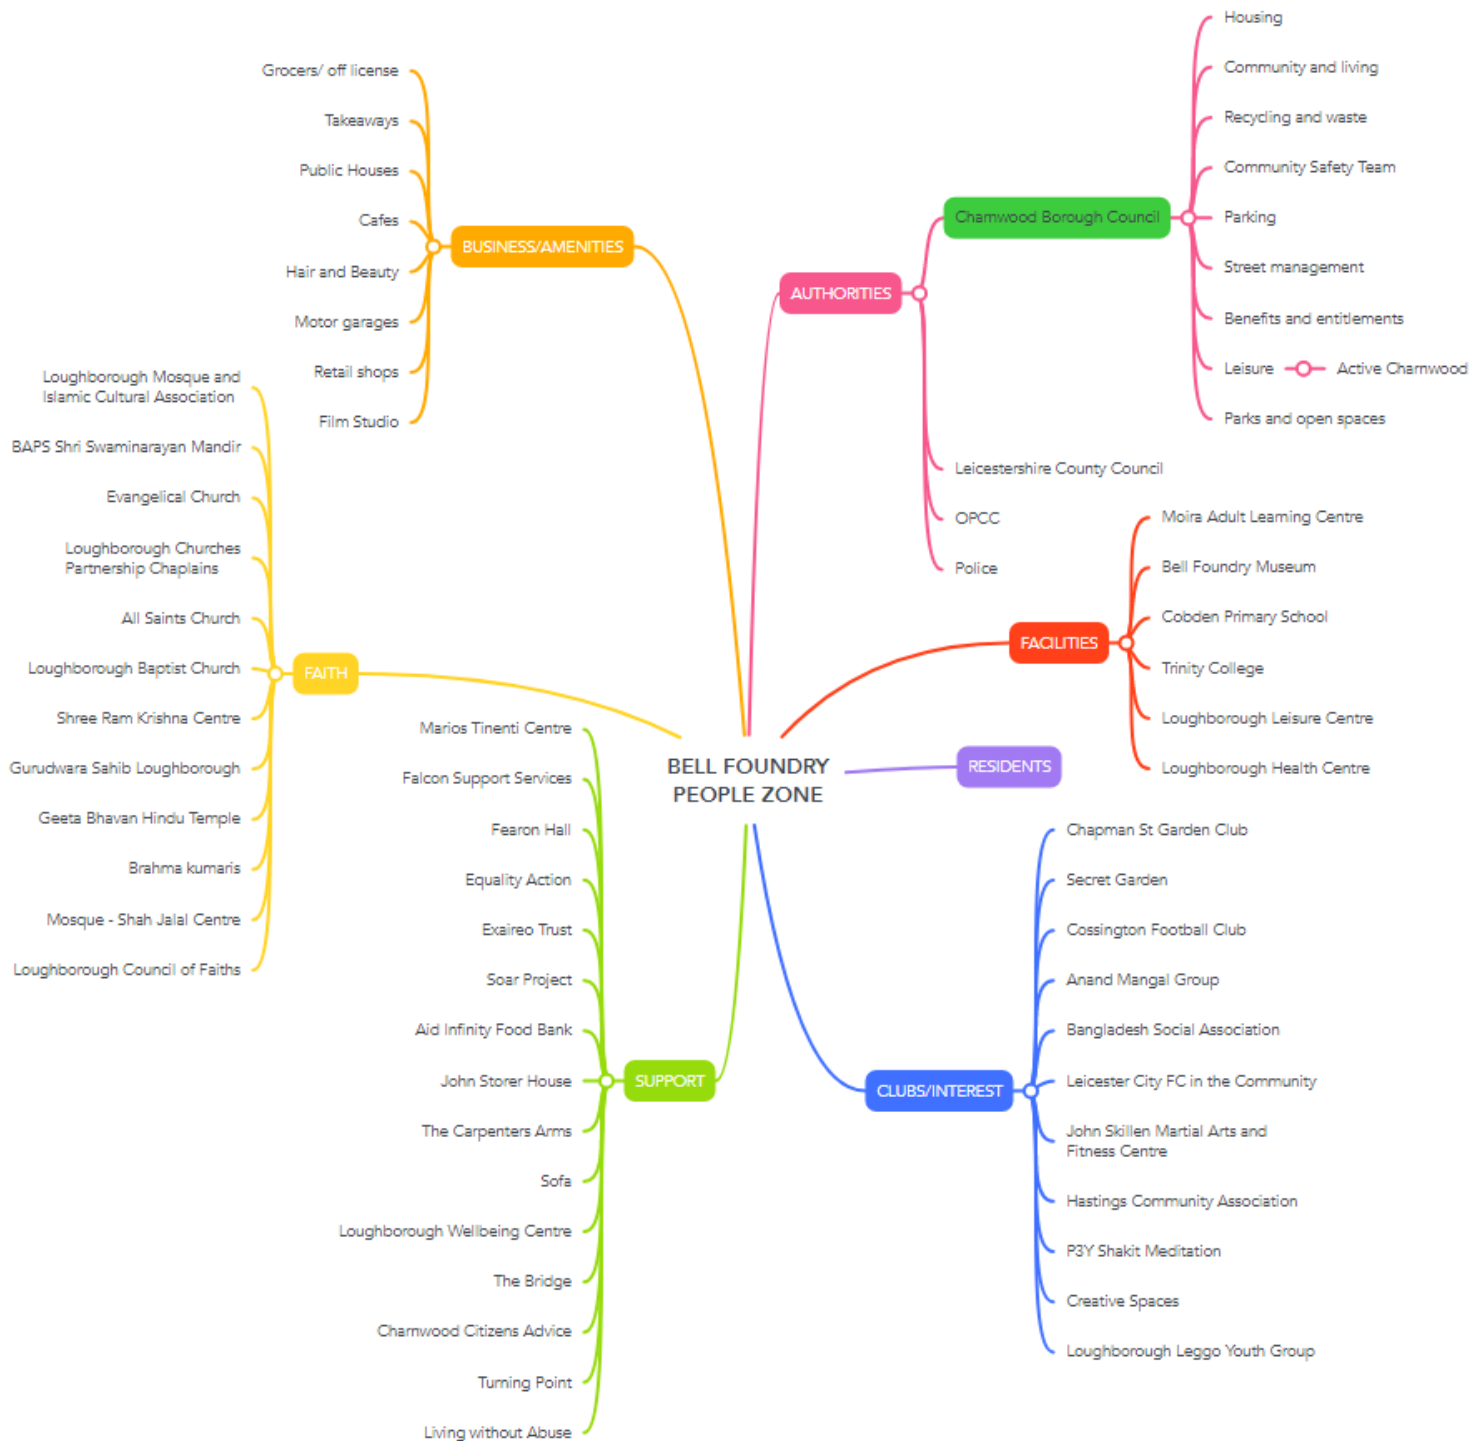 BELL FOUNDRY
PEOPLE ZONE
BUSINESS/AMENITIES
Grocers/ off license
Takeaways
Public Houses
Cafes
Hair and Beauty
Motor garages
Retail shops
Film Studio
FAITH
Loughborough Mosque and
Islamic Cultural Association
BAPS Shri Swaminarayan Mandir
Evangelical Church
Loughborough Churches
Partnership Chaplains
All Saints Church
Loughborough Baptist Church
Shree Ram Krishna Centre
Gurudwara Sahib Loughborough
Geeta Bhavan Hindu Temple
Brahma kumaris
Mosque - Shah Jalal Centre
Loughborough Council of Faiths
SUPPORT
Marios Tinenti Centre
Falcon Support Services
Fearon Hall
Equality Action
Exaireo Trust
Soar Project
Aid Infinity Food Bank
John Storer House
The Carpenters Arms
Sofa
Loughborough Wellbeing Centre
The Bridge
Charnwood Citizens Advice
Turning Point
Living without Abuse
AUTHORITIES
Charnwood Borough Council
Housing
Community and living
Recycling and waste
Community Safety Team
Parking
Street management
Benefits and entitlements
Leisure
Active Charnwood
Parks and open spaces
Leicestershire County Council
OPCC
Police
FACILITIES
Moira Adult Learning Centre
Bell Foundry Museum
Cobden Primary School
Trinity College
Loughborough Leisure Centre
Loughborough Health Centre
RESIDENTS
CLUBS/INTEREST
Chapman St Garden Club
Secret Garden
Cossington Football Club
Anand Mangal Group
Bangladesh Social Association
Leicester City FC in the Community
John Skillen Martial Arts and
Fitness Centre
Hastings Community Association
P3Y Shakit Meditation
Creative Spaces
Loughborough Leggo Youth Group